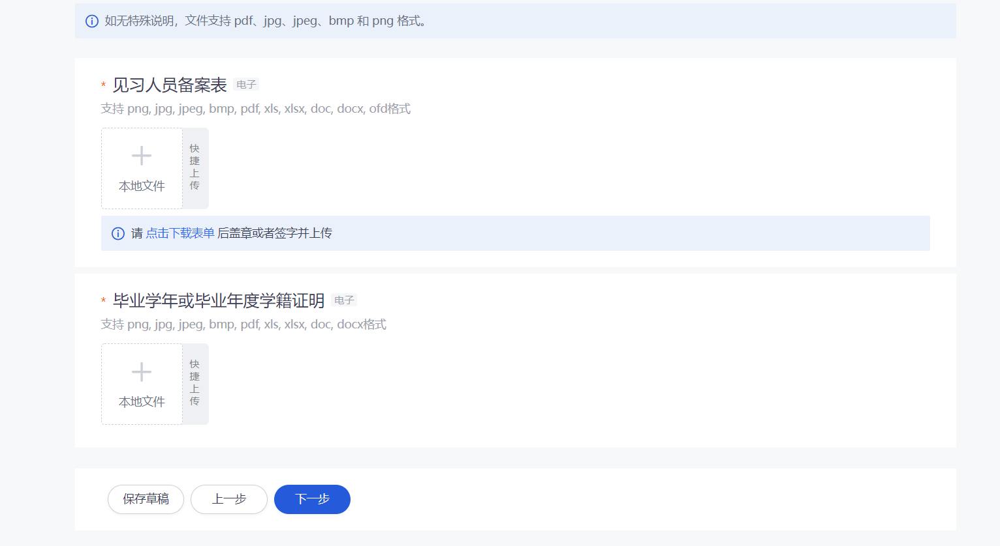 如无特殊说明，文件支持 pdf、jpg、jpeg、bmp 和 png 格式。
* 见习人员备案表 电子
支持 png, jpg, jpeg, bmp, pdf, xls, xlsx, doc, docx, ofd格式
本地文件
快捷上传
请 点击下载表单 后盖章或者签字并上传
* 毕业学年或毕业年度学籍证明 电子
支持 png, jpg, jpeg, bmp, pdf, xls, xlsx, doc, docx格式
本地文件
快捷上传
保存草稿 上一步 下一步